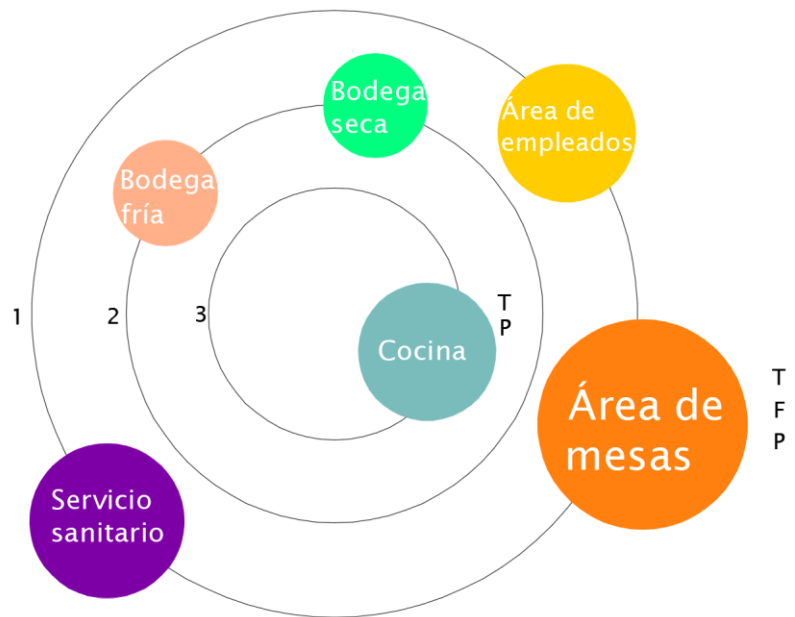 Bodega
seca
Área de
empleados
Bodega
fría
1
2
3
T
P
Cocina
Área de
mesas
T
F
P
Servicio
sanitario